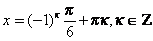 x = (−1)^κ π/6 + πκ, κ ∈ Z